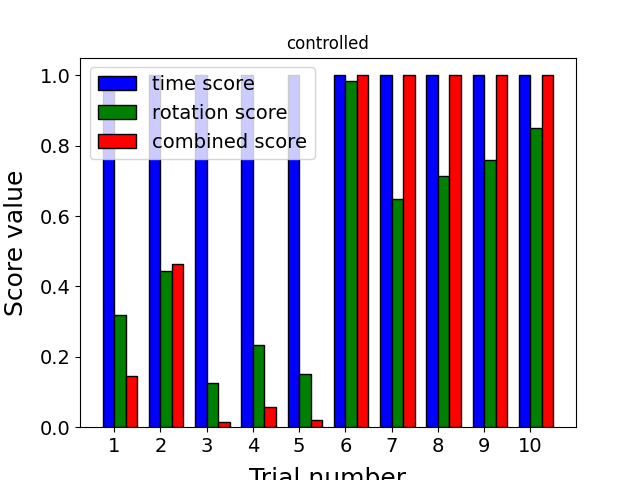 controlled
time score
rotation score
combined score
Score value
1.0
0.8
0.6
0.4
0.2
0.0
1 2 3 4 5 6 7 8 9 10
Trial number